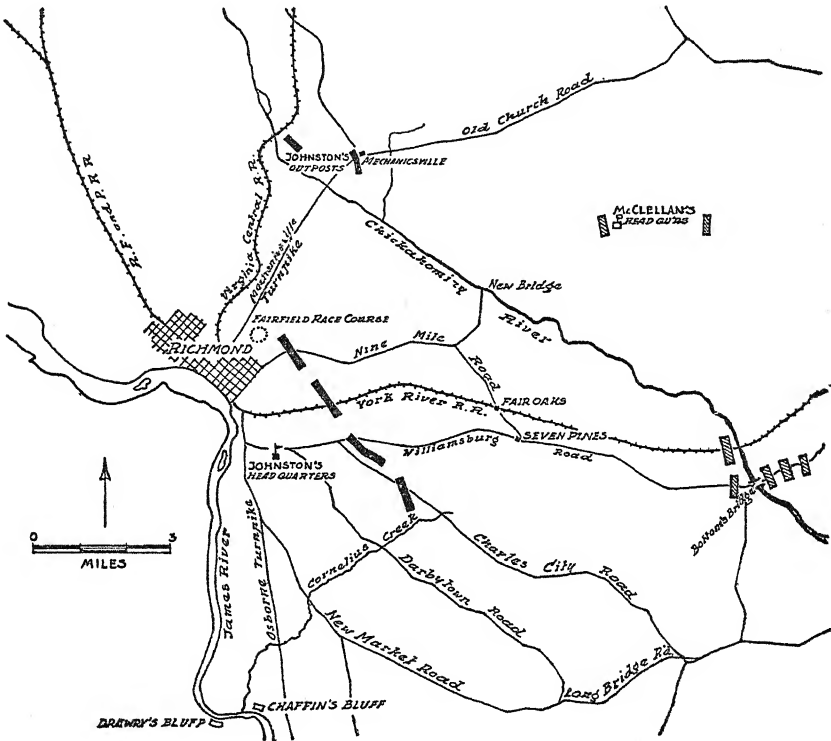 Old Church Road
R.F. and P.R.R.
Virginia Central R.R.
Mechanicsville
Turnpike
JOHNSTON'S
OUTPOSTS
MECHANICSVILLE
McCLELLAN'S
HEAD QUDS
Chickahominy
River
New Bridge
FAIRFIELD RACE COURSE
RICHMOND
Nine Mile
Road
York River R.R.
FAIR OAKS
SEVEN PINES
Williamsburg
Road
JOHNSTON'S
HEAD QUARTERS
Bottom's Bridge
0 3
MILES
James River
Osborne Turnpike
Cornelius Creek
Charles City Road
Darbytown Road
New Market Road
Long Bridge Rd.
CHAFFIN'S BLUFF
DRAWRY'S BLUFF